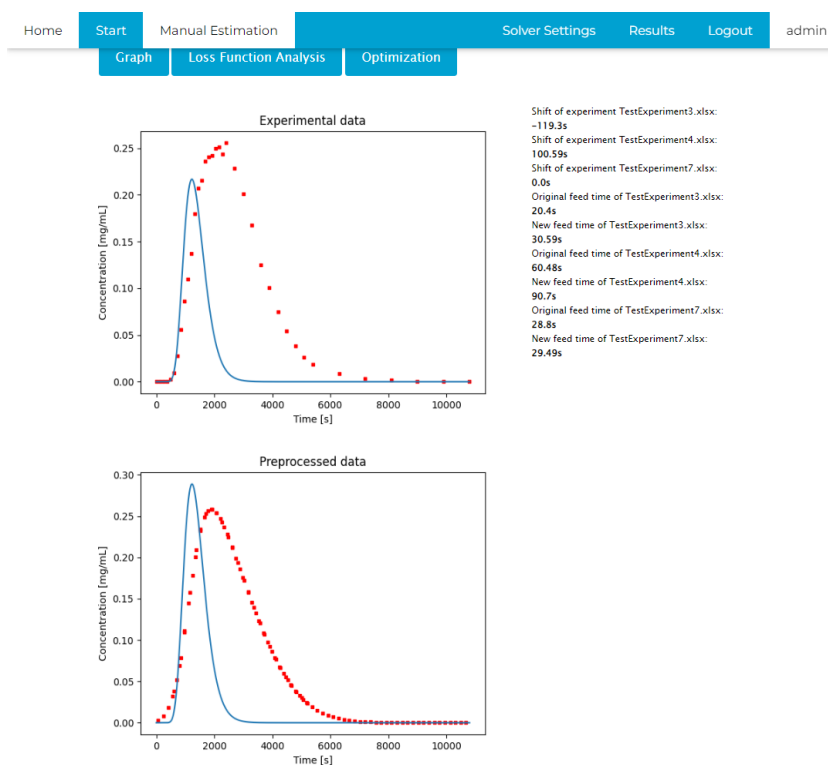 Home Start Manual Estimation Solver Settings Results Logout admin
Graph Loss Function Analysis Optimization
Experimental data
Concentration [mg/mL]
0.25
0.20
0.15
0.10
0.05
0.00
0 2000 4000 6000 8000 10000
Time [s]
Shift of experiment TestExperiment3.xlsx:
-119.3s
Shift of experiment TestExperiment4.xlsx:
100.59s
Shift of experiment TestExperiment7.xlsx:
0.0s
Original feed time of TestExperiment3.xlsx:
20.4s
New feed time of TestExperiment3.xlsx:
30.59s
Original feed time of TestExperiment4.xlsx:
60.48s
New feed time of TestExperiment4.xlsx:
90.7s
Original feed time of TestExperiment7.xlsx:
28.8s
New feed time of TestExperiment7.xlsx:
29.49s
Preprocessed data
Concentration [mg/mL]
0.30
0.25
0.20
0.15
0.10
0.05
0.00
0 2000 4000 6000 8000 10000
Time [s]